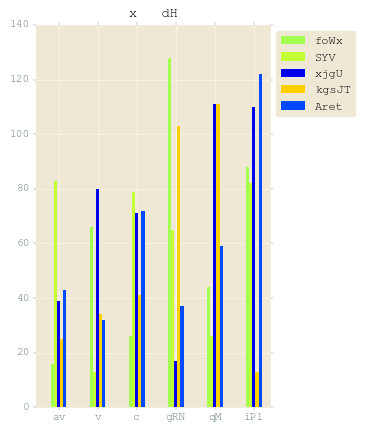 x   dH
140
120
100
80
60
40
20
0
av v c gRN qM iPl
foWx
SYV
xjgU
kgsJT
Aret